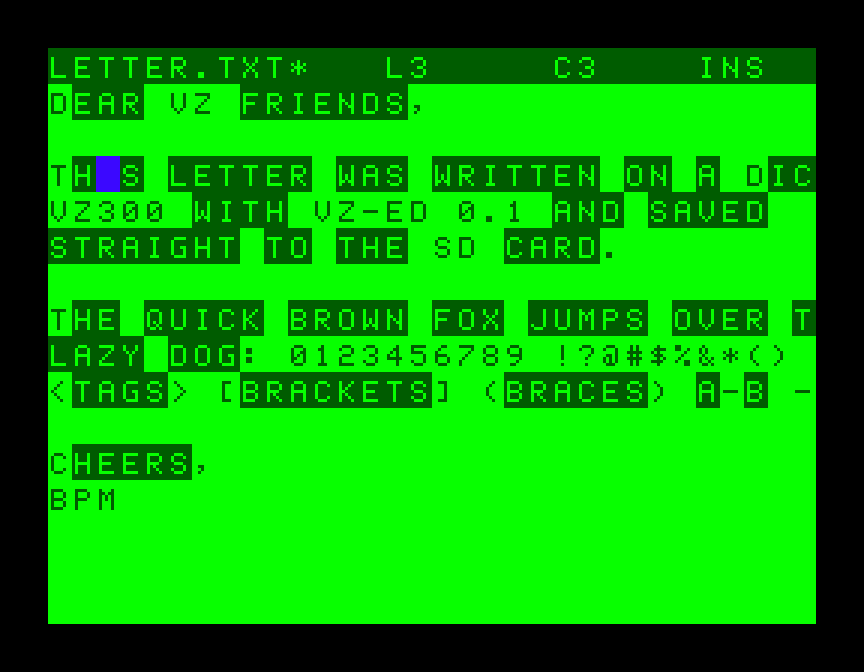 LETTER.TXT* L3 C3 INS
DEAR VZ FRIENDS,
TH S LETTER WAS WRITTEN ON A DIC
VZ300 WITH VZ-ED 0.1 AND SAVED
STRAIGHT TO THE SD CARD.
THE QUICK BROWN FOX JUMPS OVER T
LAZY DOG: 0123456789 !?@#$%&*()
<TAGS> [BRACKETS] (BRACES) A-B -
CHEERS,
BPM